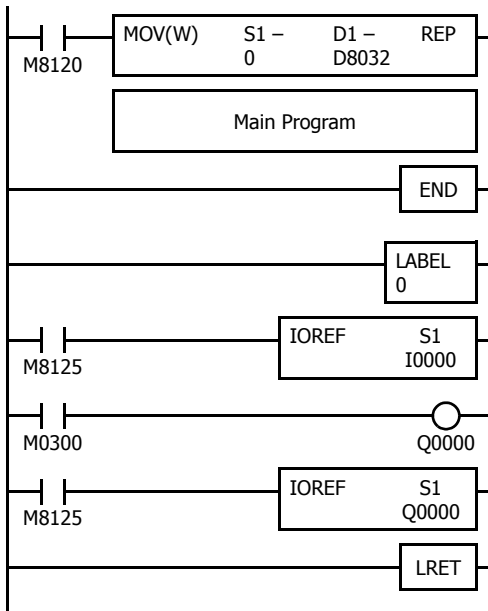 MOV(W) S1 – D1 – REP
0 D8032
M8120
Main Program
END
LABEL
0
IOREF S1
I0000
M8125
M0300 Q0000
IOREF S1
Q0000
M8125
LRET